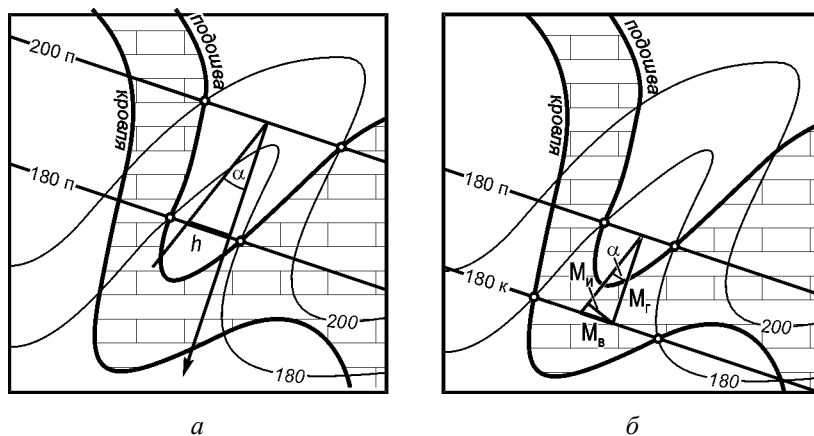 200 п
180 п
кровля
подошва
α
h
200
180
а
180 п
180 к
кровля
подошва
α
Mи
Mг
Mв
200
180
б